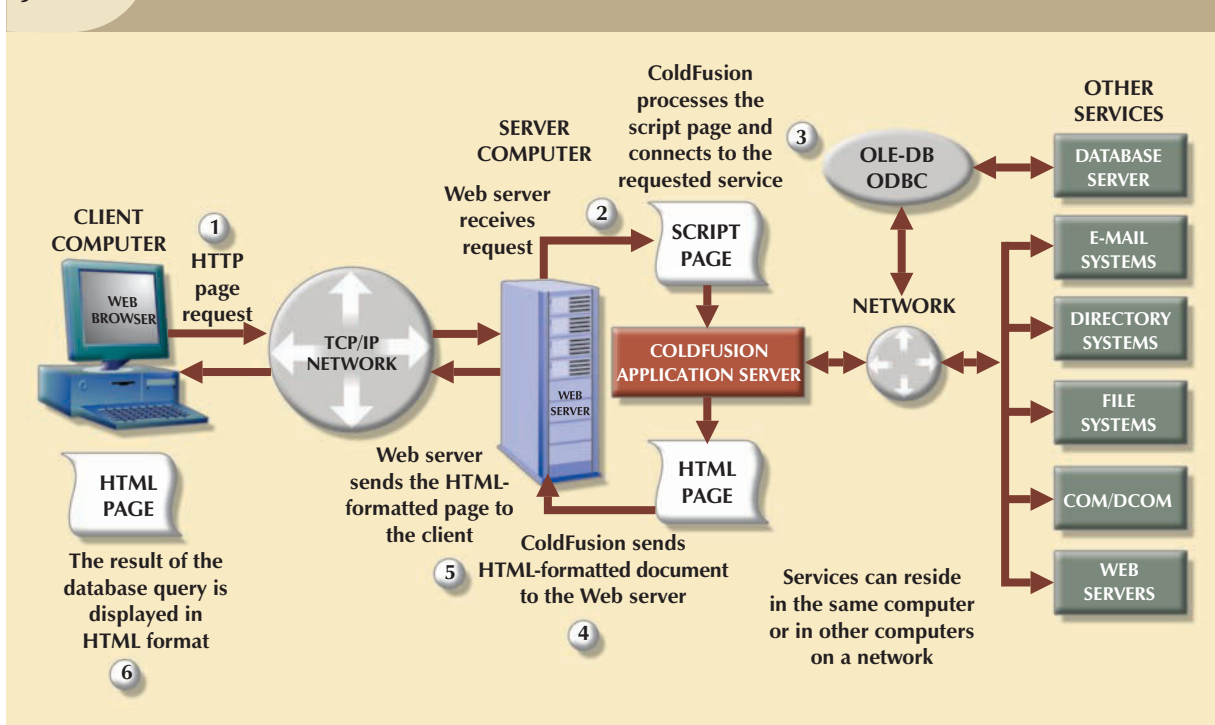 CLIENT
COMPUTER
1
HTTP
page
request
WEB
BROWSER
TCP/IP
NETWORK
SERVER
COMPUTER
Web server
receives
request
2
WEB
SERVER
ColdFusion
processes the
script page and
connects to the
requested service
3
SCRIPT
PAGE
COLDFUSION
APPLICATION SERVER
HTML
PAGE
OLE-DB
ODBC
NETWORK
OTHER
SERVICES
DATABASE
SERVER
E-MAIL
SYSTEMS
DIRECTORY
SYSTEMS
FILE
SYSTEMS
COM/DCOM
WEB
SERVERS
Services can reside
in the same computer
or in other computers
on a network
ColdFusion sends
HTML-formatted document
to the Web server
4
Web server
sends the HTML-
formatted page to
the client
5
HTML
PAGE
The result of the
database query is
displayed in
HTML format
6